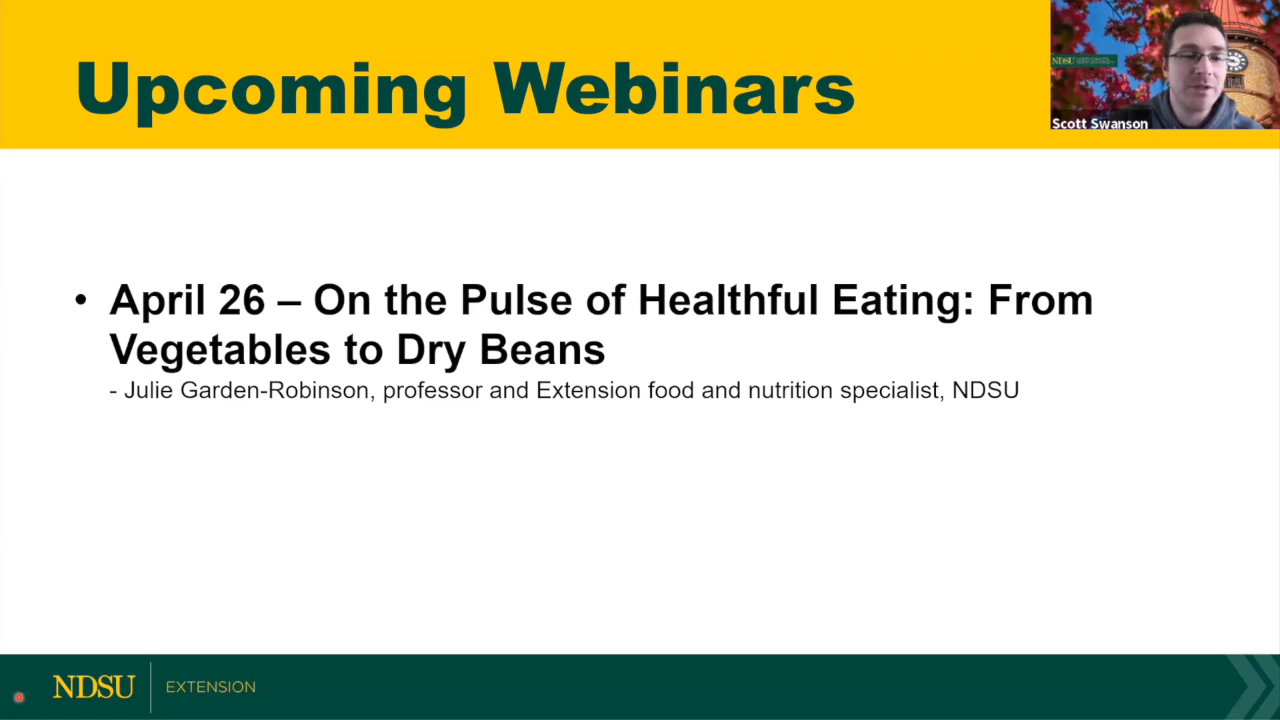 Upcoming Webinars
NDSU
Scott Swanson
• April 26 – On the Pulse of Healthful Eating: From
Vegetables to Dry Beans
- Julie Garden-Robinson, professor and Extension food and nutrition specialist, NDSU
NDSU EXTENSION